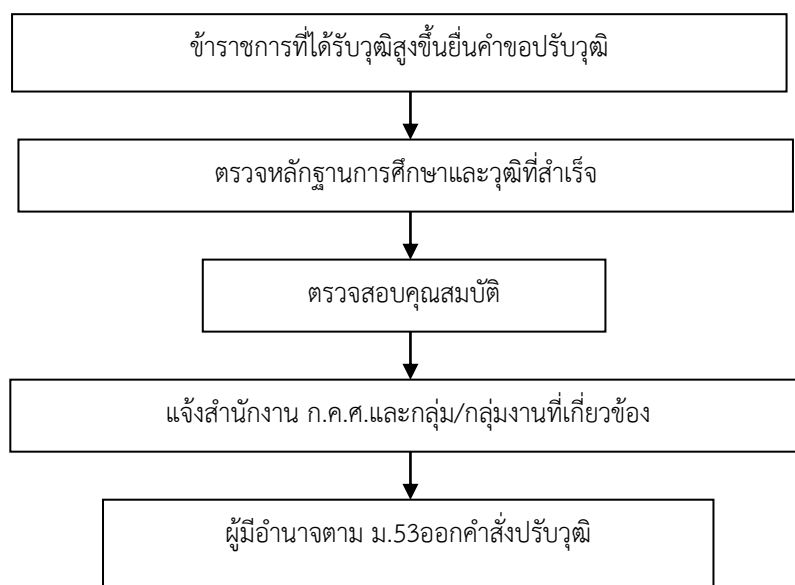 ข้าราชการที่ได้รับวุฒิสูงขึ้นยื่นคำขอปรับวุฒิ
ตรวจหลักฐานการศึกษาและวุฒิที่สำเร็จ
ตรวจสอบคุณสมบัติ
แจ้งสำนักงาน ก.ค.ศ.และกลุ่ม/กลุ่มงานที่เกี่ยวข้อง
ผู้มีอำนาจตาม ม.53ออกคำสั่งปรับวุฒิ